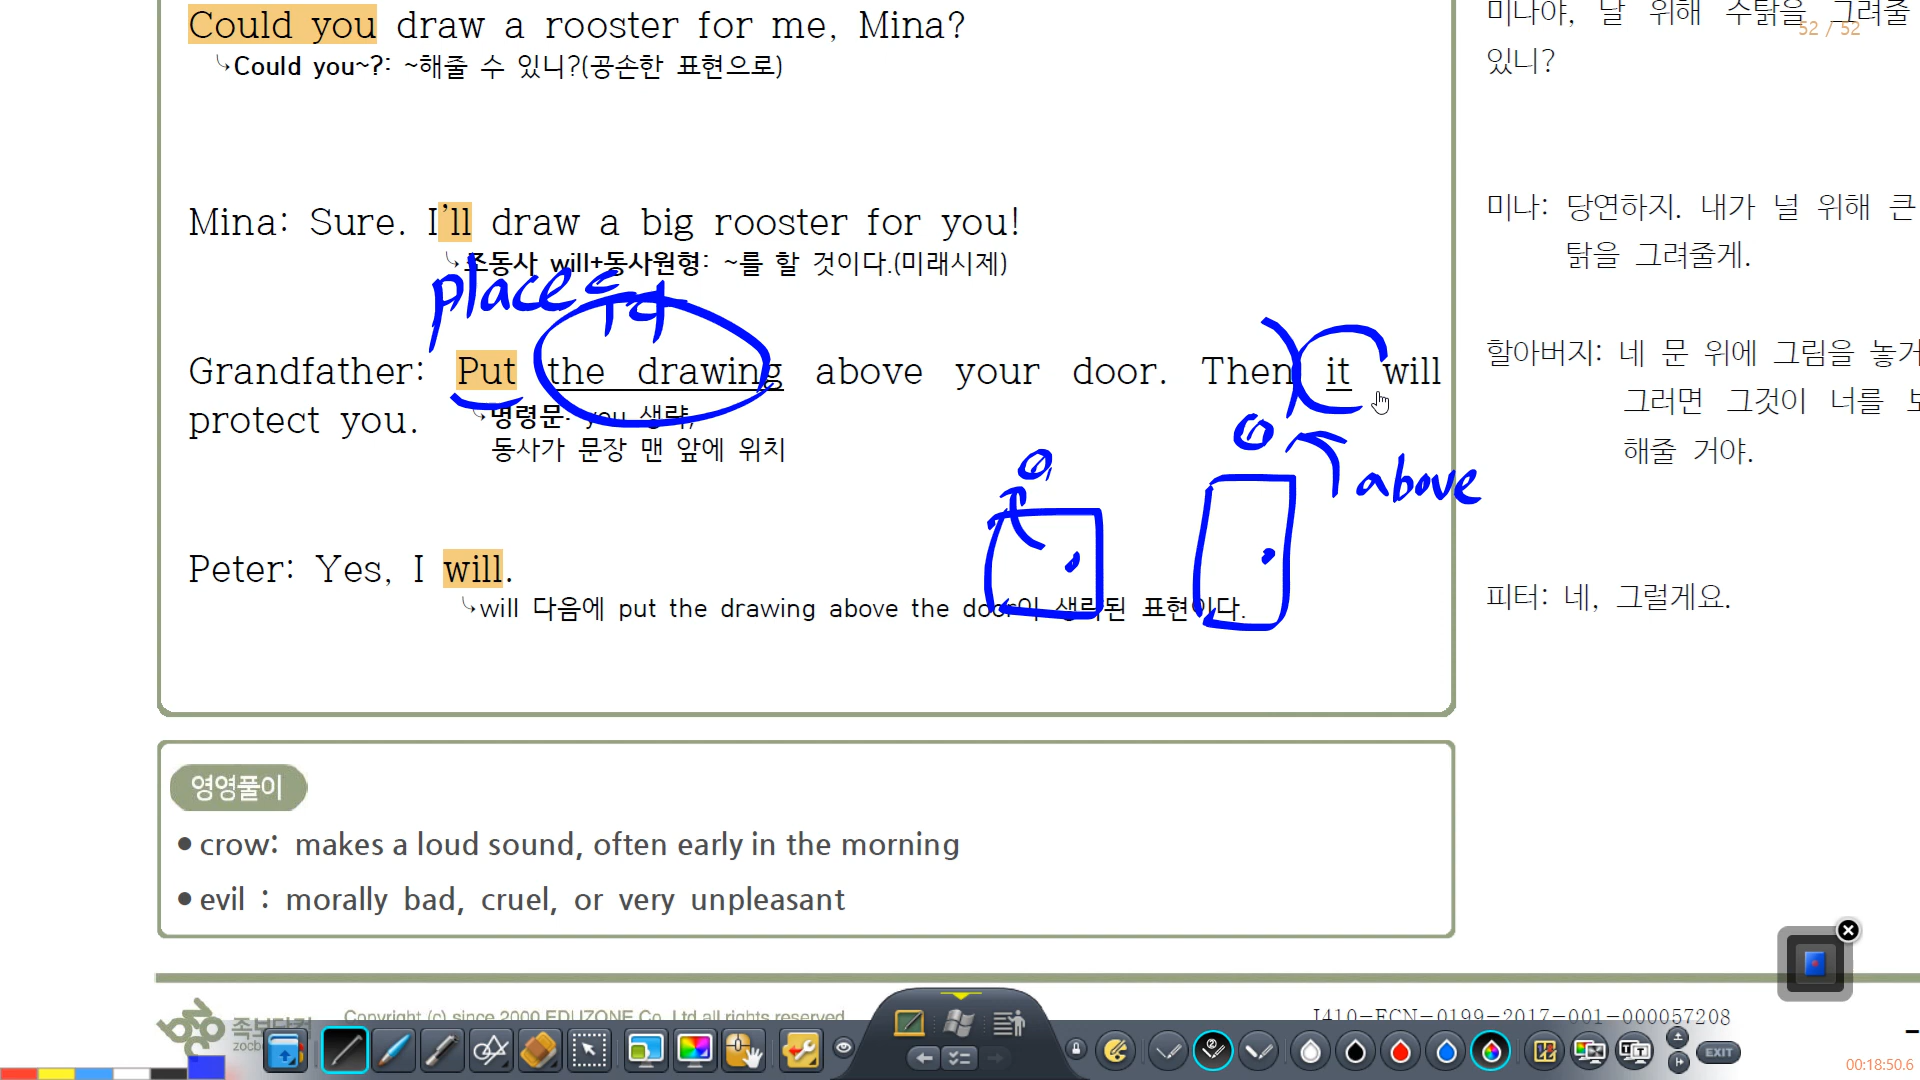 Could you draw a rooster for me, Mina?
Could you~?: ~해줄 수 있니?(공손한 표현으로)
미나야, 날 위해 수탉을 그려줄
52 / 52
있니?
Mina: Sure. I'll draw a big rooster for you!
조동사 will+동사원형: ~를 할 것이다.(미래시제)
미나: 당연하지. 내가 널 위해 큰
탉을 그려줄게.
place 두다
Grandfather: Put the drawing above your door. Then it will
protect you.
명령문: you 생략,
동사가 문장 맨 앞에 위치
할아버지: 네 문 위에 그림을 놓거
그러면 그것이 너를 보
해줄 거야.
above
Peter: Yes, I will.
will 다음에 put the drawing above the door이 생략된 표현이다.
피터: 네, 그럴게요.
영영풀이
• crow: makes a loud sound, often early in the morning
• evil : morally bad, cruel, or very unpleasant
족보닷컴
Copyright (c) since 2000 EDUZONE Co., Ltd all rights reserved
I410-ECN-0199-2017-001-000057208
EXIT
00:18:50.6